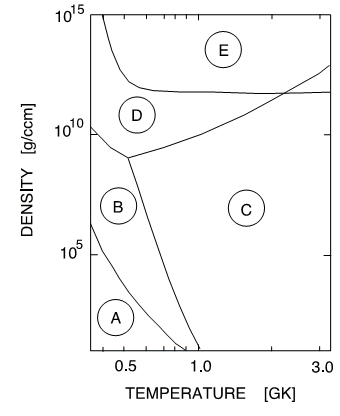 10^15
E
D
10^10
DENSITY [g/ccm]
B
C
10^5
A
0.5 1.0 3.0
TEMPERATURE [GK]